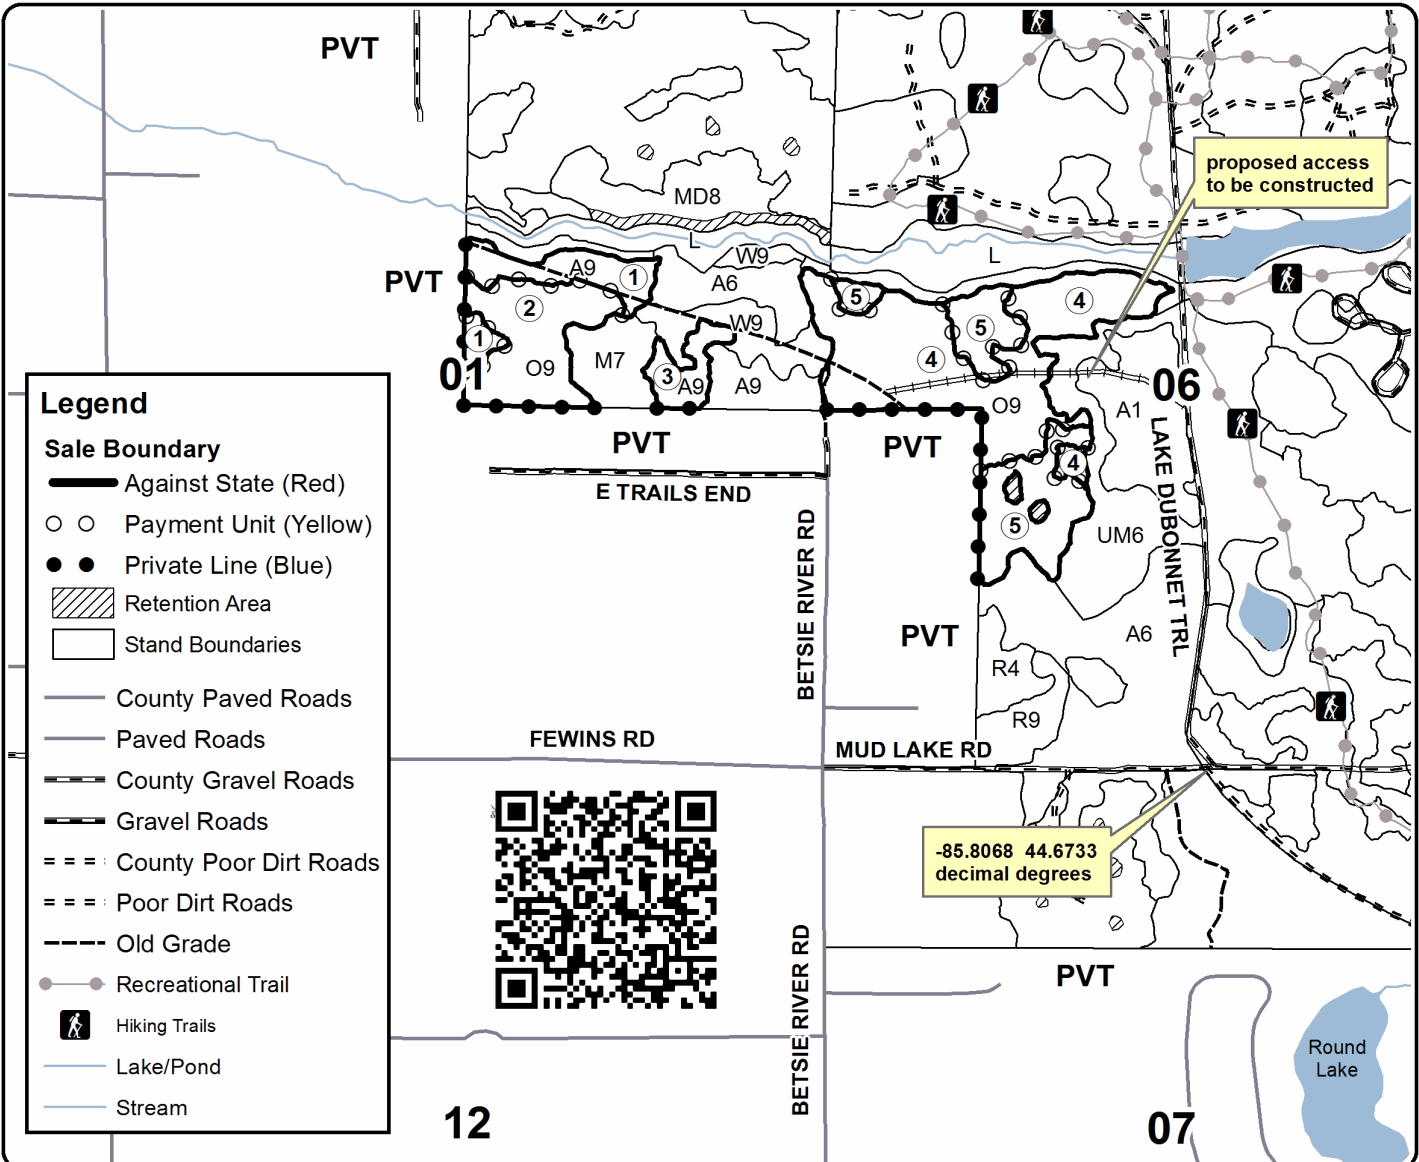 PVT
proposed access
to be constructed
MD8
L
W9
L
PVT
A9
1
A6
5
4
2
5
W9
1
O9
M7
3
A9
A9
4
01
06
O9
A1
PVT
PVT
4
E TRAILS END
5
UM6
LAKE DUBONNET TRL
BETSIE RIVER RD
PVT
A6
R4
R9
FEWINS RD
MUD LAKE RD
-85.8068 44.6733
decimal degrees
BETSIE RIVER RD
PVT
Round
Lake
12
07
Legend
Sale Boundary
Against State (Red)
Payment Unit (Yellow)
Private Line (Blue)
Retention Area
Stand Boundaries
County Paved Roads
Paved Roads
County Gravel Roads
Gravel Roads
County Poor Dirt Roads
Poor Dirt Roads
Old Grade
Recreational Trail
Hiking Trails
Lake/Pond
Stream